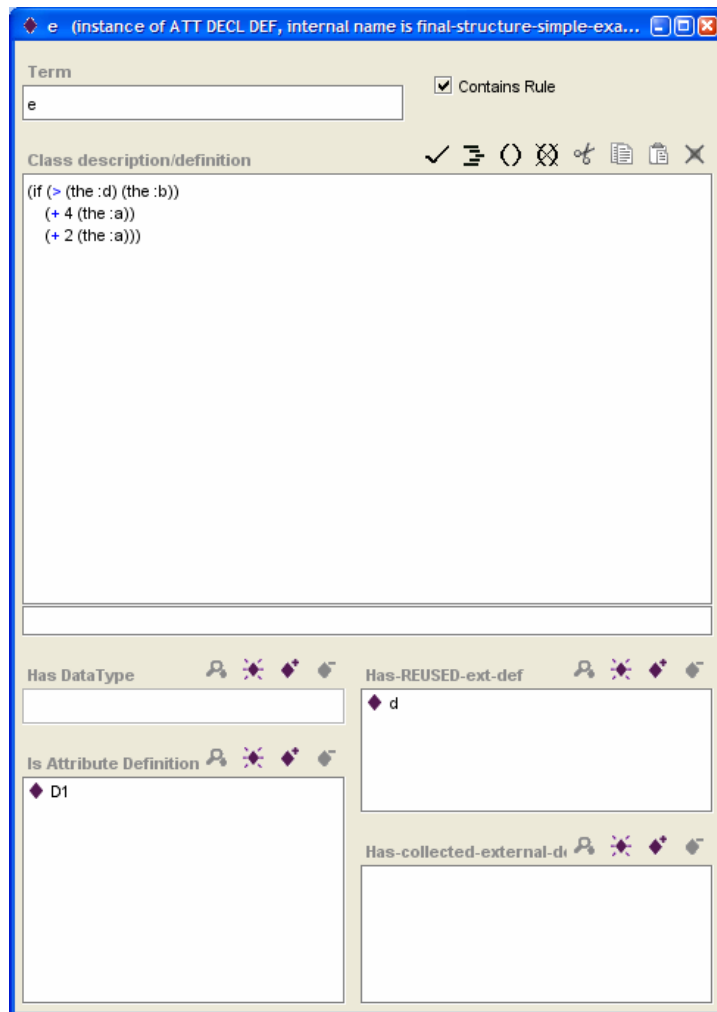 e (instance of ATT DECL DEF, internal name is final-structure-simple-exa...
Term
Contains Rule
e
Class description/definition
(if (> (the :d) (the :b))
(+ 4 (the :a))
(+ 2 (the :a)))
Has DataType
Has-REUSED-ext-def
d
Is Attribute Definition
D1
Has-collected-external-de